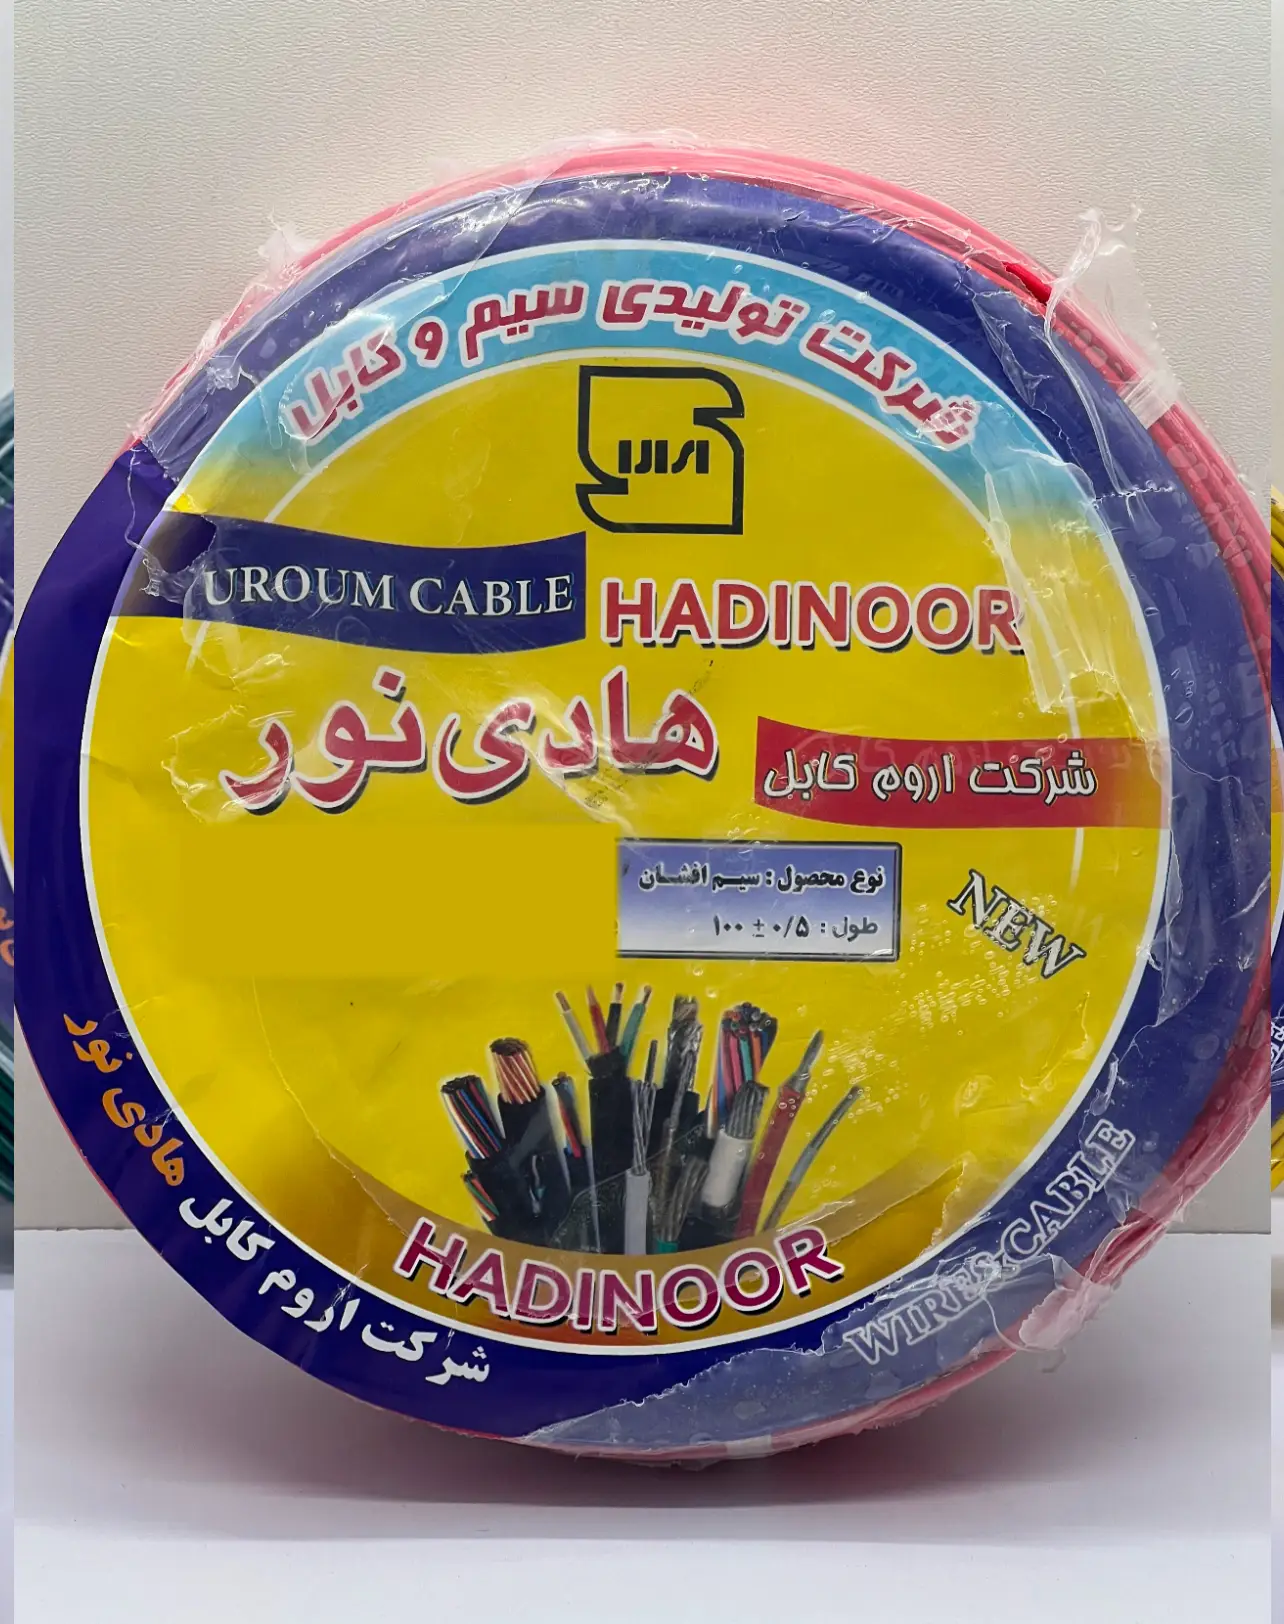 شرکت تولیدی سیم و کابل
ایران
UROUM CABLE
HADINOOR
هادی نور
شرکت اروم کابل
نوع محصول : سیم افشان
طول : ۱۰۰ ± ۰/۵
NEW
HADINOOR
شرکت اروم کابل هادی نور
WIRE & CABLE